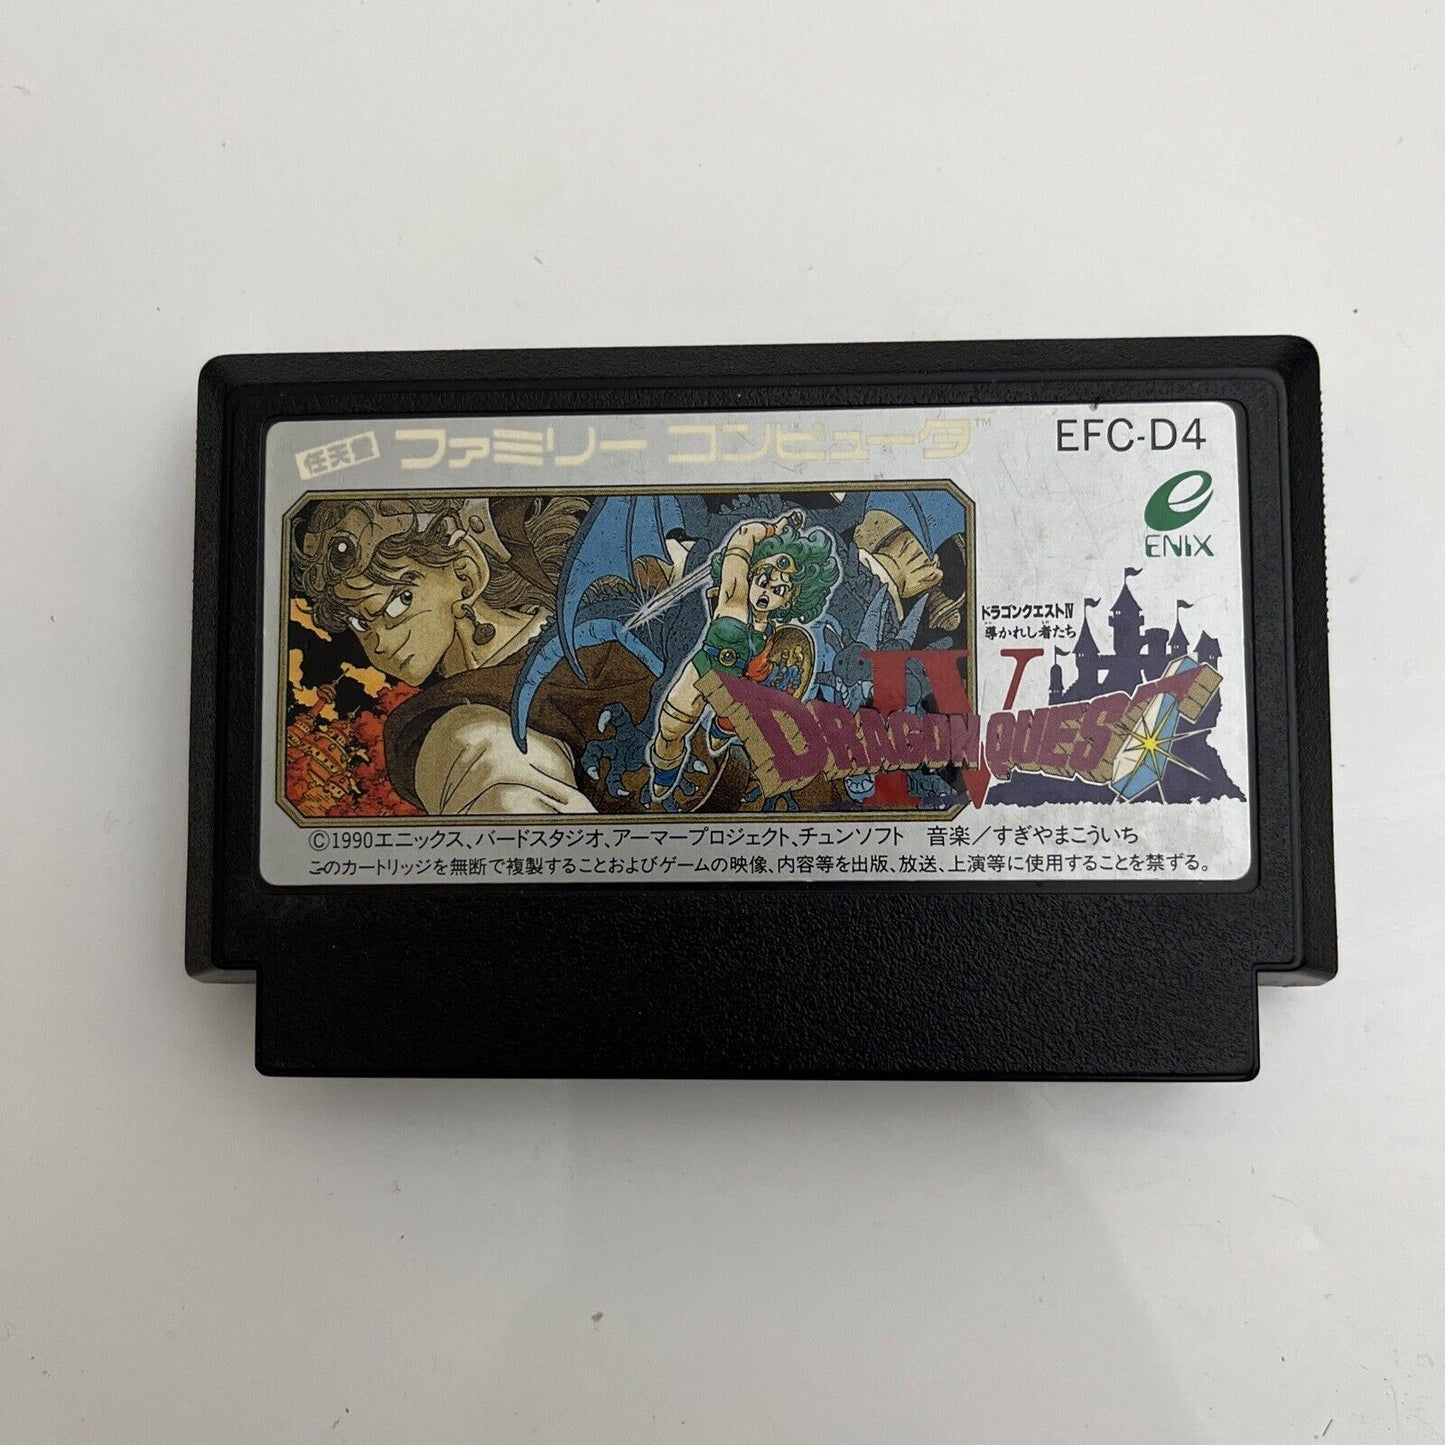 任天堂 ファミリー コンピュータ™
EFC-D4
e
ENIX
ドラゴンクエストⅣ
導かれし者たち
IV
DRAGON QUEST
©1990エニックス、バードスタジオ、アーマープロジェクト、チュンソフト 音楽／すぎやまこういち
このカートリッジを無断で複製することおよびゲームの映像、内容等を出版、放送、上演等に使用することを禁ずる。